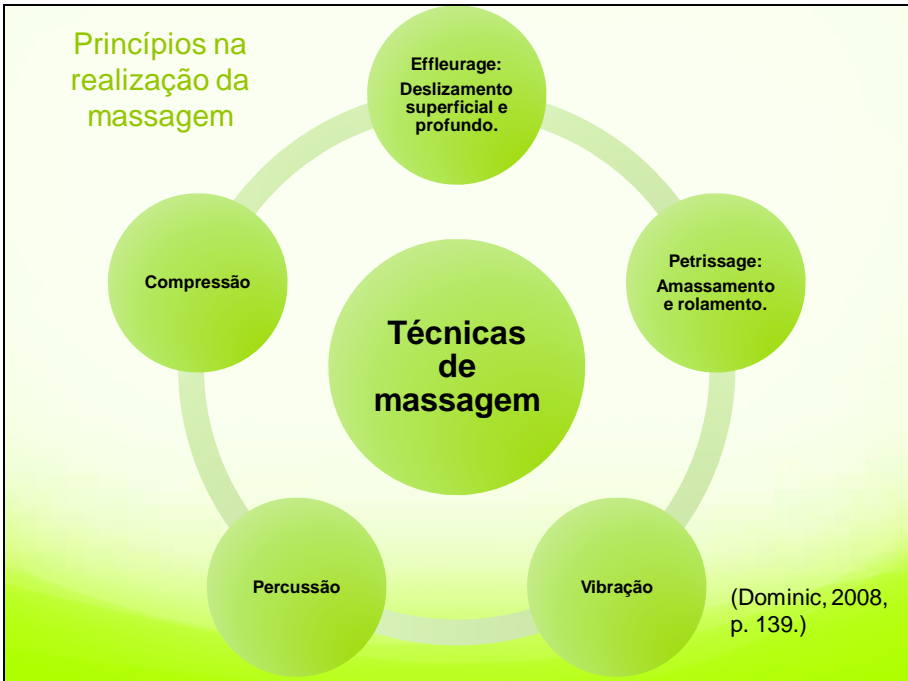 Princípios na
realização da
massagem
Effleurage:
Deslizamento
superficial e
profundo.
Petrissage:
Amassamento
e rolamento.
Vibração
Percussão
Compressão
Técnicas
de
massagem
(Dominic, 2008,
p. 139.)